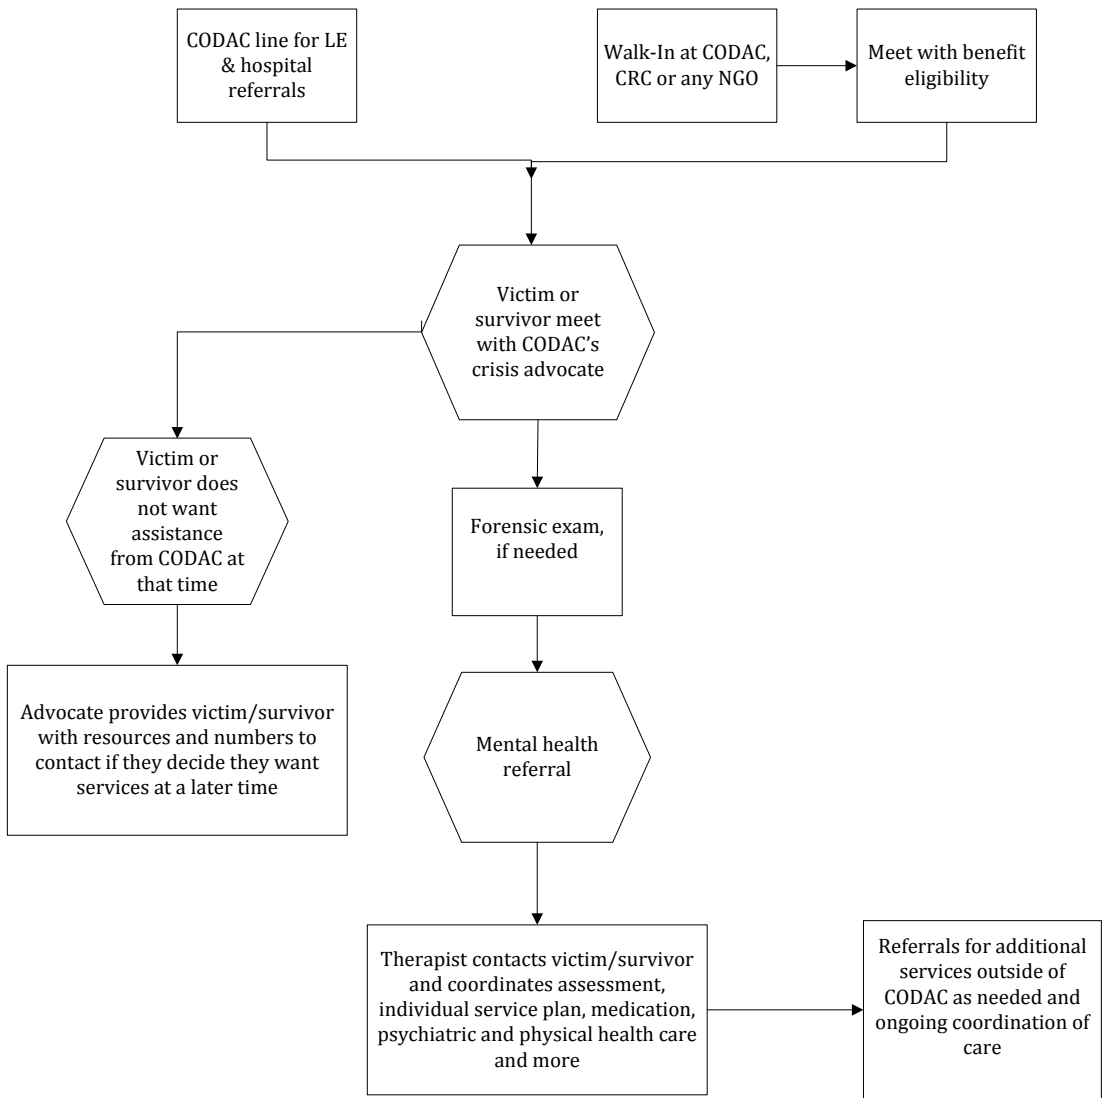 CODAC line for LE
& hospital
referrals
Walk-In at CODAC,
CRC or any NGO
Meet with benefit
eligibility
Victim or
survivor meet
with CODAC’s
crisis advocate
Victim or
survivor does
not want
assistance
from CODAC at
that time
Forensic exam,
if needed
Advocate provides victim/survivor
with resources and numbers to
contact if they decide they want
services at a later time
Mental health
referral
Therapist contacts victim/survivor
and coordinates assessment,
individual service plan, medication,
psychiatric and physical health care
and more
Referrals for additional
services outside of
CODAC as needed and
ongoing coordination of
care